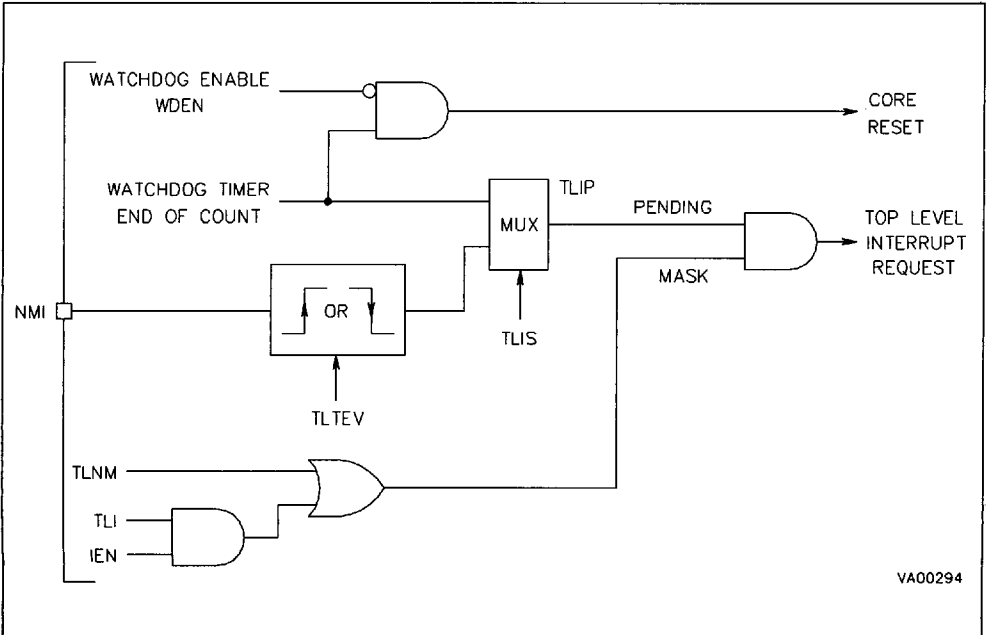 WATCHDOG ENABLE
WDEN
CORE
RESET
WATCHDOG TIMER
END OF COUNT
TLIP
MUX
PENDING
TOP LEVEL
INTERRUPT
REQUEST
MASK
NMI
OR
TLIS
TLTEV
TLNM
TLI
IEN
VA00294